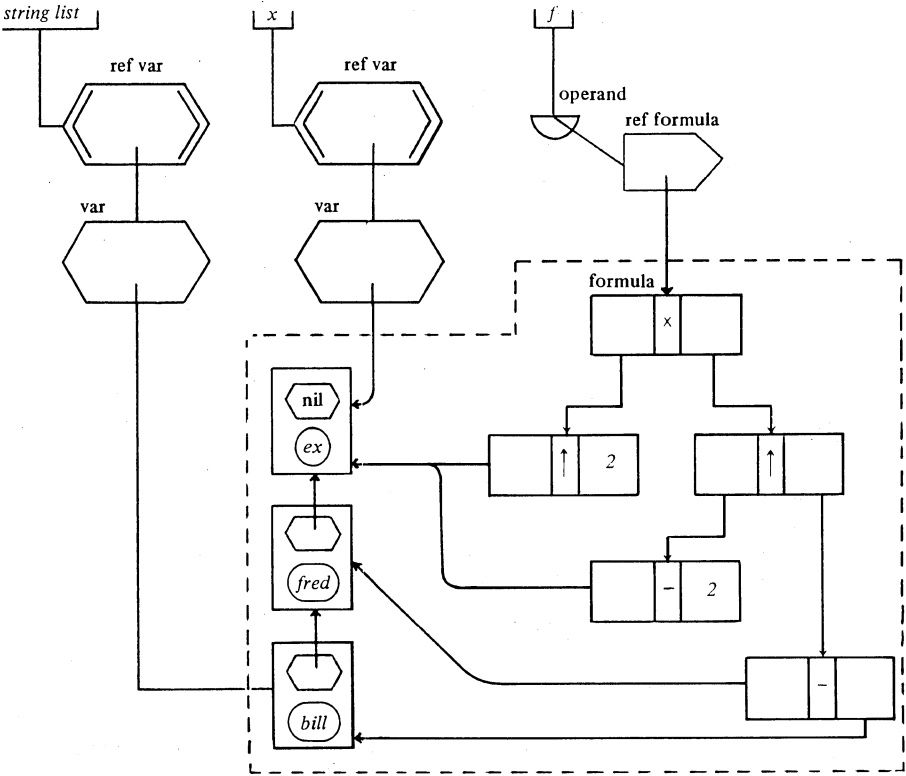 string list
x
f
ref var
ref var
operand
ref formula
var
var
formula
×
nil
ex
↑ 2
↑
fred
– 2
–
bill